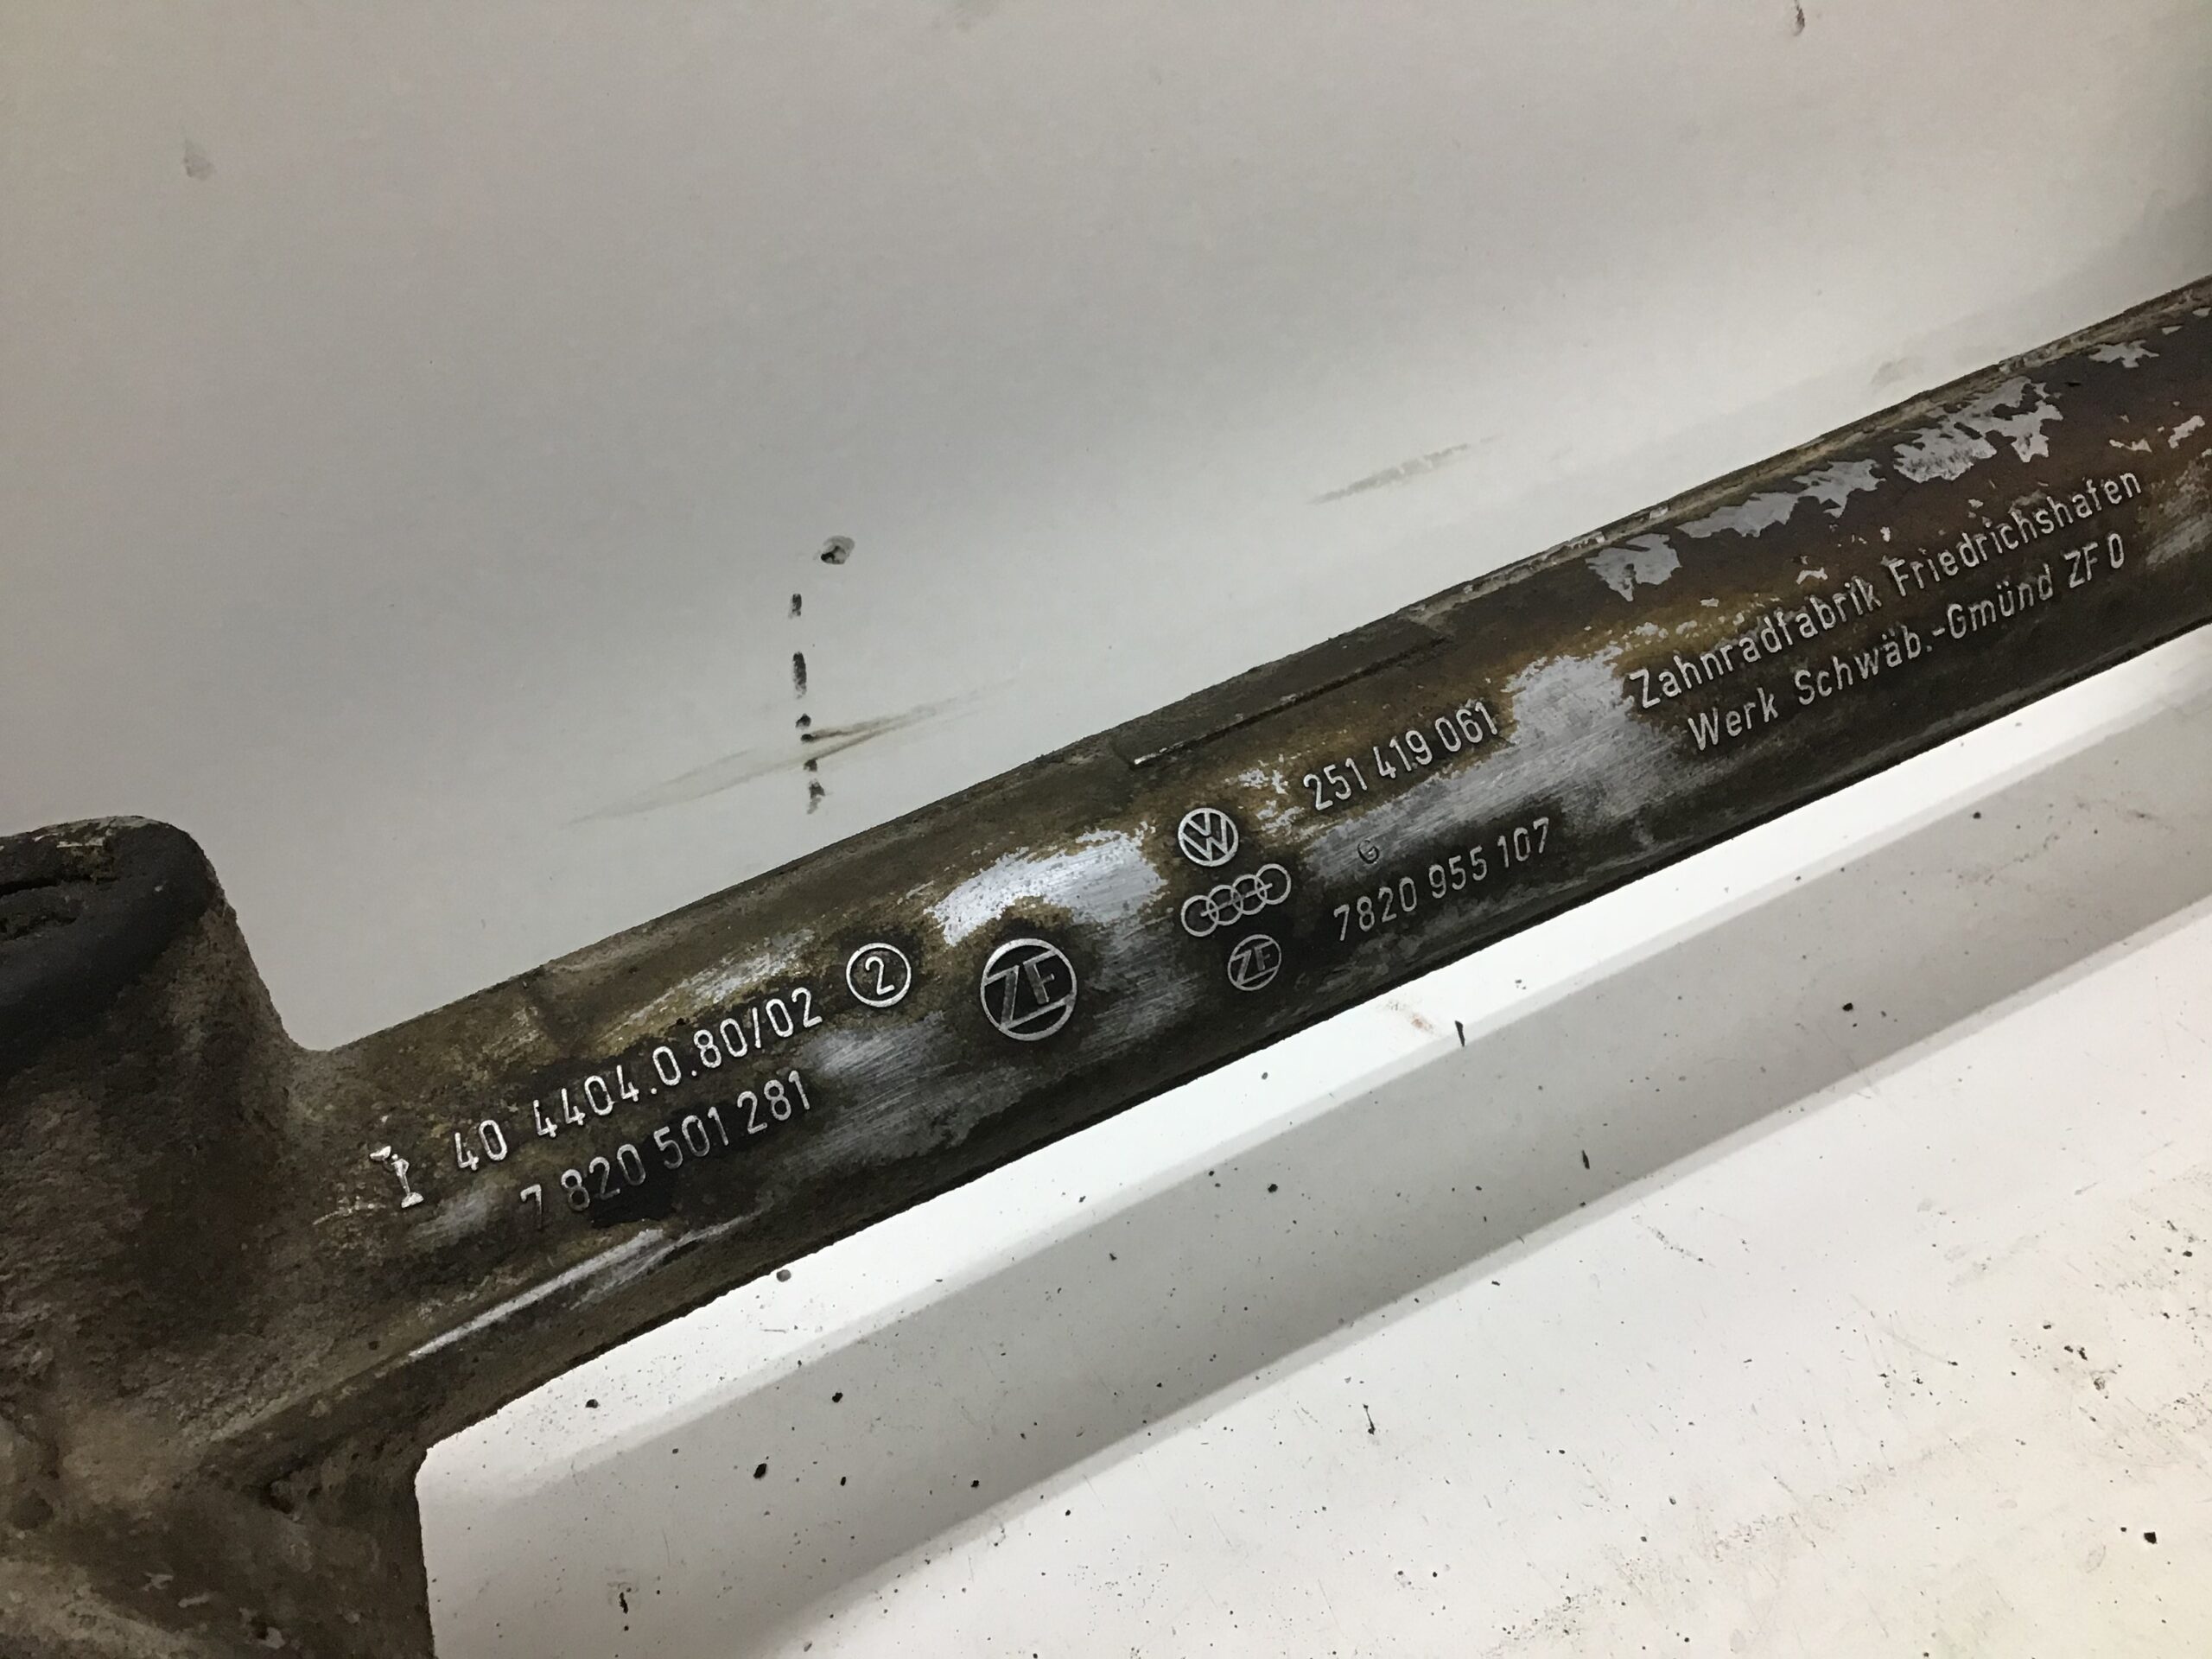 40 4404.0.80/02 2
7 820 501 281
ZF
VW
ZF
251 419 061
G
7820 955 107
Zahnradfabrik Friedrichshafen
Werk Schwäb.-Gmünd ZF D